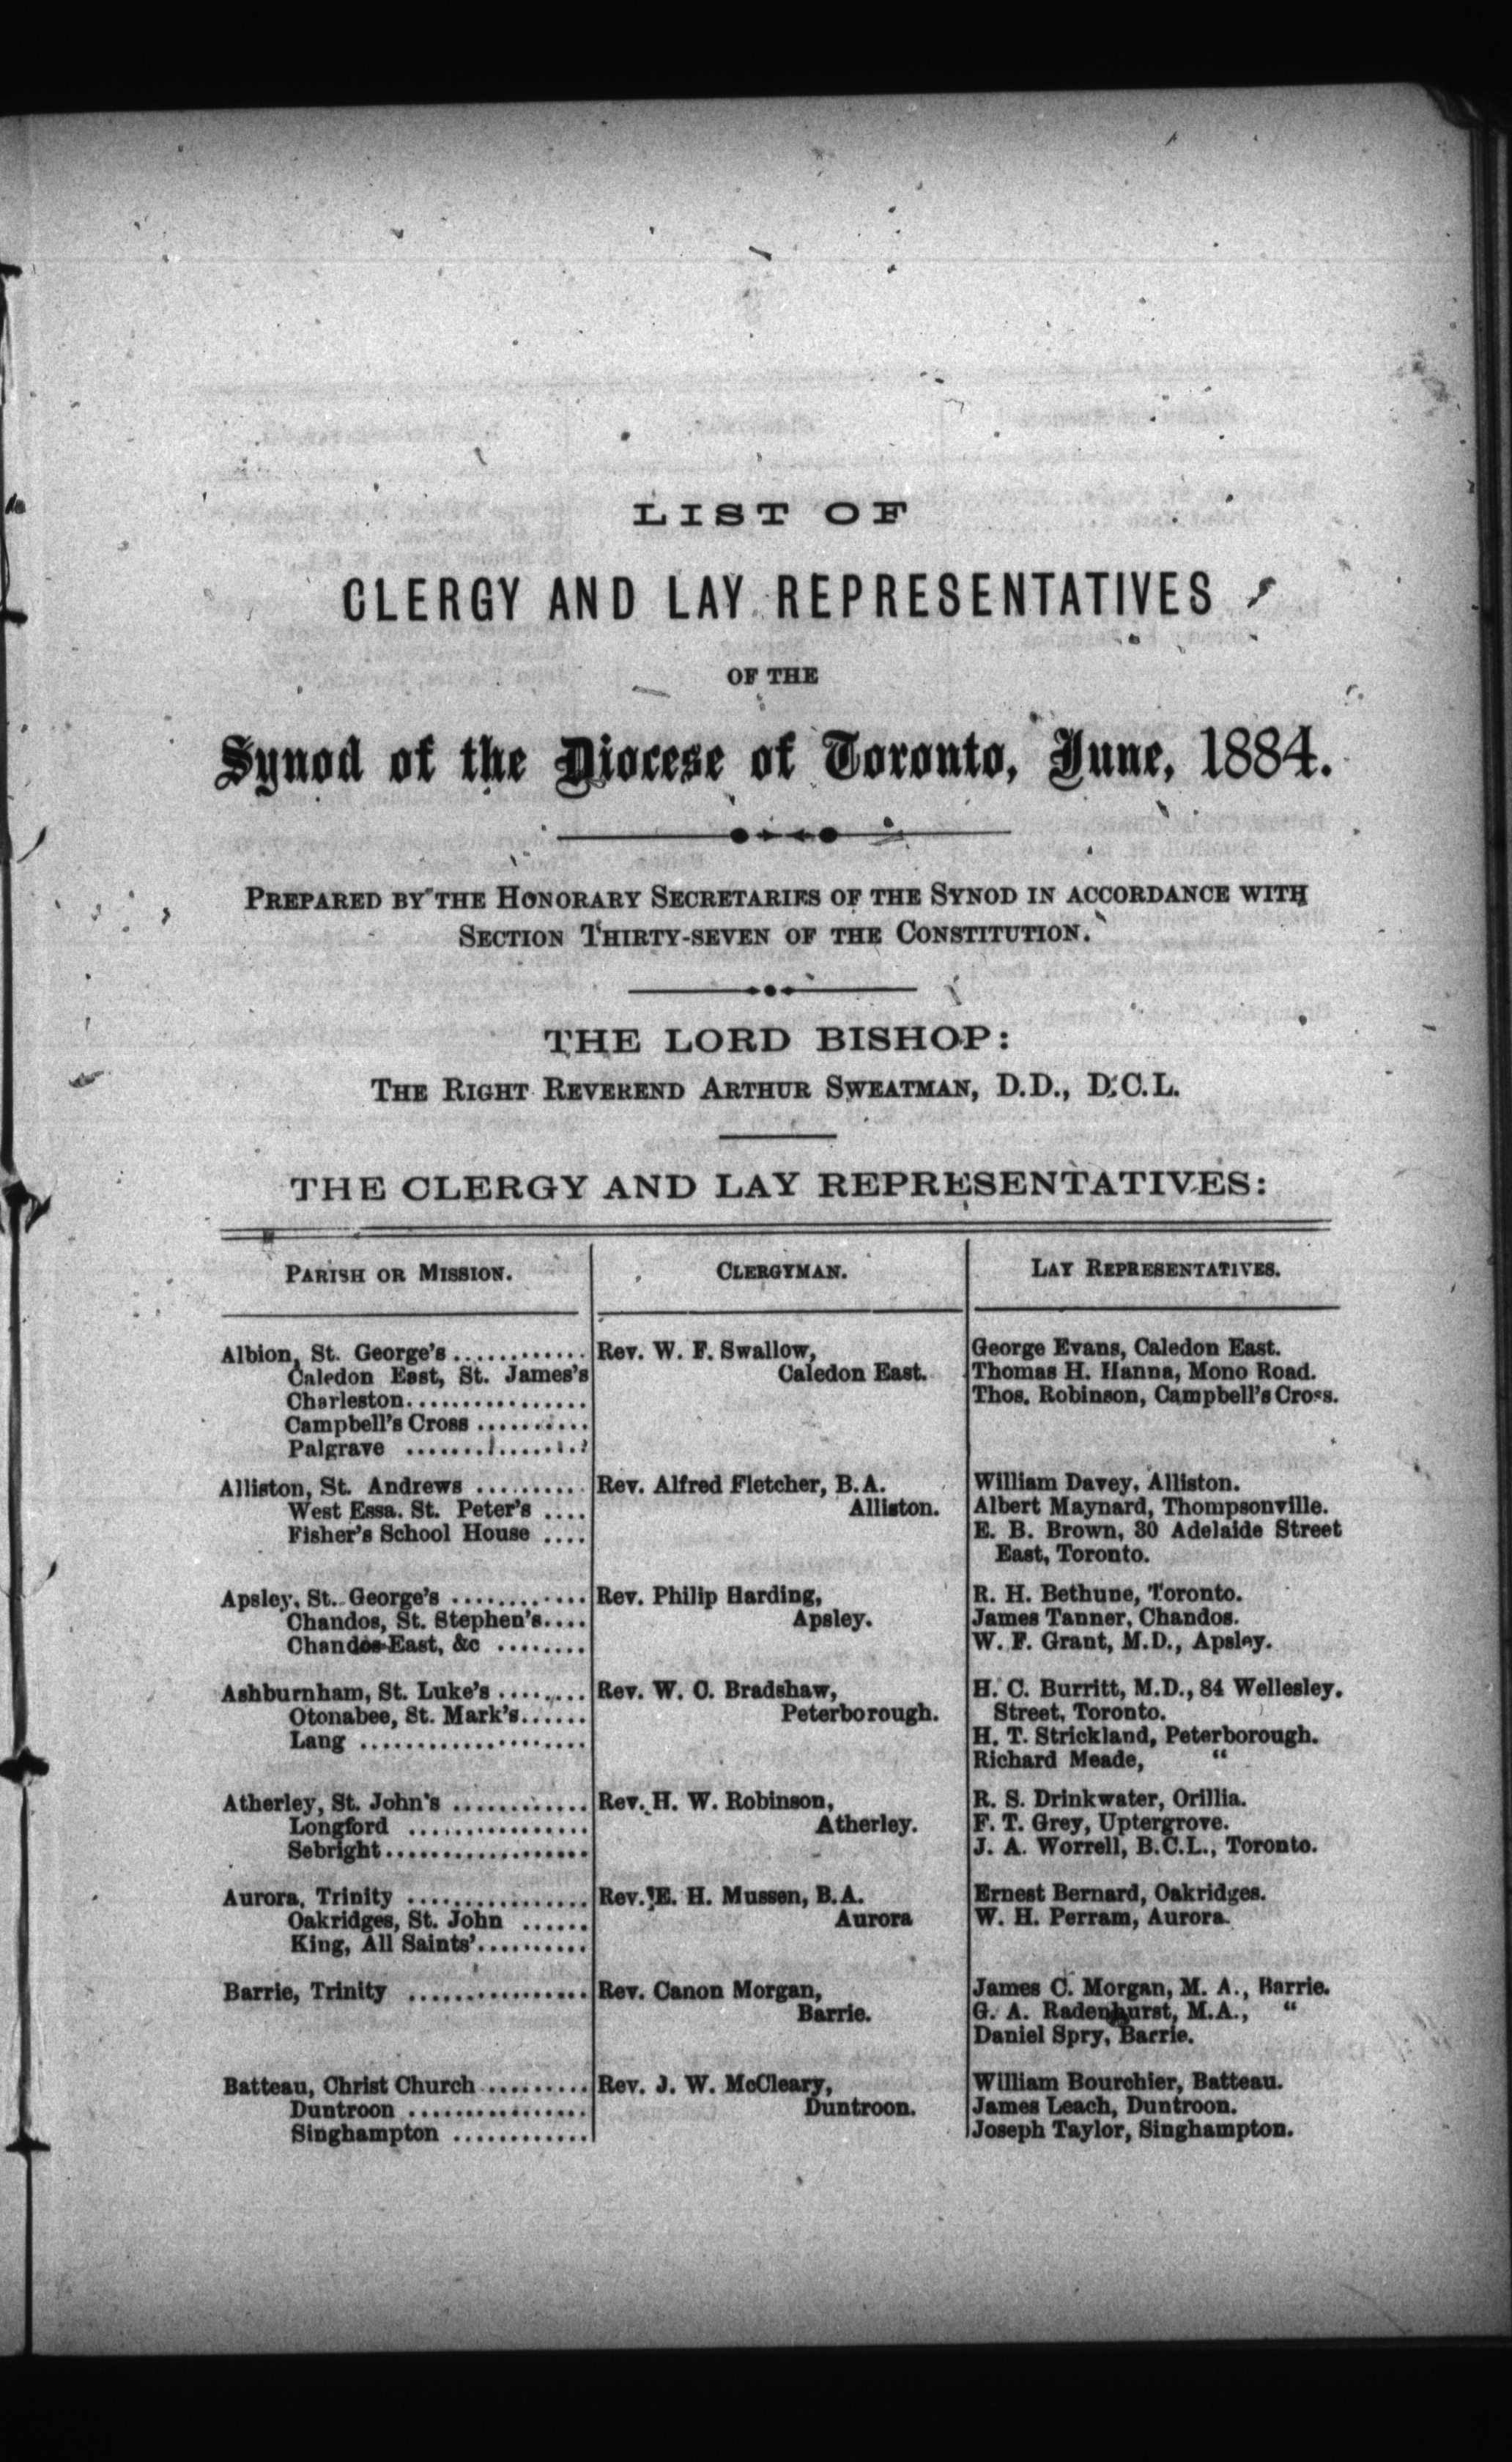 LIST OF
CLERGY AND LAY REPRESENTATIVES
OF THE
Synod of the Diocese of Toronto, June, 1884.
PREPARED BY THE HONORARY SECRETARIES OF THE SYNOD IN ACCORDANCE WITH
SECTION THIRTY-SEVEN OF THE CONSTITUTION.
THE LORD BISHOP:
THE RIGHT REVEREND ARTHUR SWEATMAN, D.D., D.C.L.
THE CLERGY AND LAY REPRESENTATIVES:
PARISH OR MISSION. CLERGYMAN. LAY REPRESENTATIVES.
Albion, St. George's ............ Rev. W. F. Swallow, George Evans, Caledon East.
Caledon East, St. James's Caledon East. Thomas H. Hanna, Mono Road.
Charleston................ Thos. Robinson, Campbell's Cross.
Campbell's Cross ..........
Palgrave ................
Alliston, St. Andrews .......... Rev. Alfred Fletcher, B.A. William Davey, Alliston.
West Essa. St. Peter's .... Alliston. Albert Maynard, Thompsonville.
Fisher's School House .... E. B. Brown, 30 Adelaide Street
East, Toronto.
Apsley, St. George's ............ Rev. Philip Harding, R. H. Bethune, Toronto.
Chandos, St. Stephen's.... Apsley. James Tanner, Chandos.
Chandos East, &c ........ W. F. Grant, M.D., Apsley.
Ashburnham, St. Luke's ........ Rev. W. C. Bradshaw, H. C. Burritt, M.D., 84 Wellesley.
Otonabee, St. Mark's...... Peterborough. Street, Toronto.
Lang .................... H. T. Strickland, Peterborough.
Richard Meade, "
Atherley, St. John's ............ Rev. H. W. Robinson, R. S. Drinkwater, Orillia.
Longford ................ Atherley. F. T. Grey, Uptergrove.
Sebright.................. J. A. Worrell, B.C.L., Toronto.
Aurora, Trinity ................ Rev. E. H. Mussen, B.A. Ernest Bernard, Oakridges.
Oakridges, St. John ...... Aurora W. H. Perram, Aurora.
King, All Saints'..........
Barrie, Trinity ................ Rev. Canon Morgan, James C. Morgan, M. A., Barrie.
Barrie. G. A. Radenhurst, M.A., "
Daniel Spry, Barrie.
Batteau, Christ Church ......... Rev. J. W. McCleary, William Bourchier, Batteau.
Duntroon ................ Duntroon. James Leach, Duntroon.
Singhampton ............ Joseph Taylor, Singhampton.